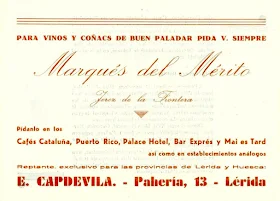 PARA VINOS Y COÑACS DE BUEN PALADAR PIDA V. SIEMPRE
Marqués del Mérito
Jerez de la Frontera
Pídanlo en los
Cafés Cataluña, Puerto Rico, Palace Hotel, Bar Exprés y Mai es Tard
así como en establecimientos análogos
Reptante. exclusivo para las provincias de Lérida y Huesca:
E. CAPDEVILA. - Pahería, 13 - Lérida